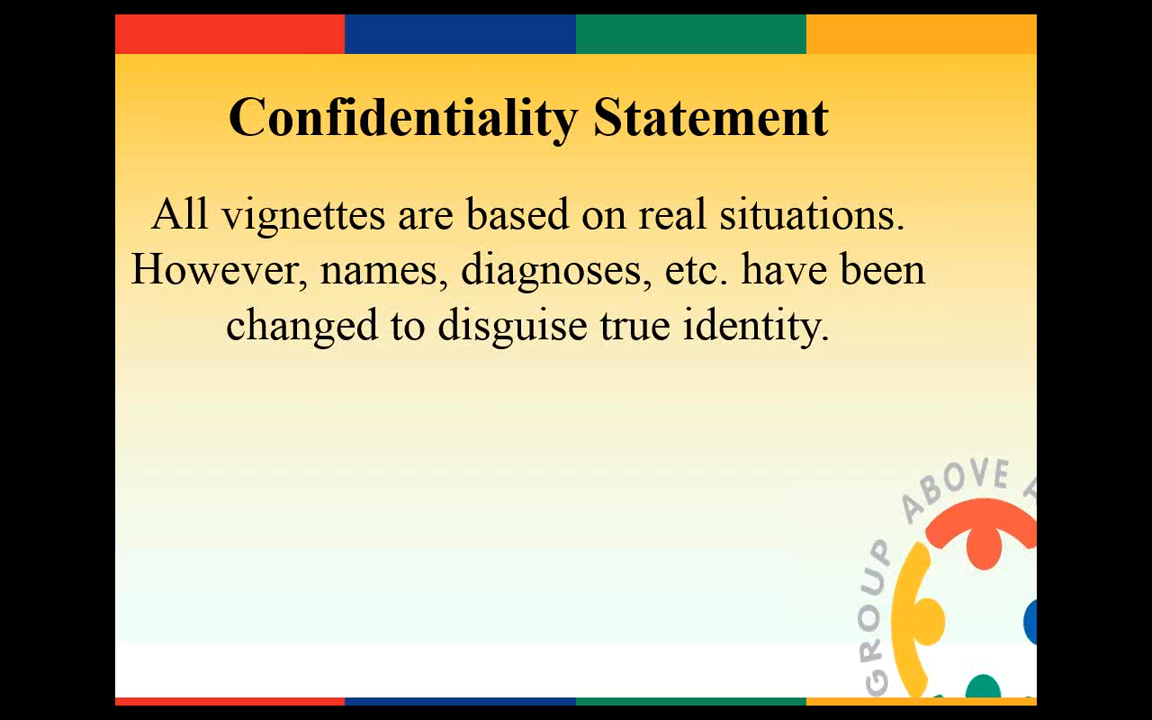 Confidentiality Statement
All vignettes are based on real situations.
However, names, diagnoses, etc. have been
changed to disguise true identity.
GROUP ABOVE